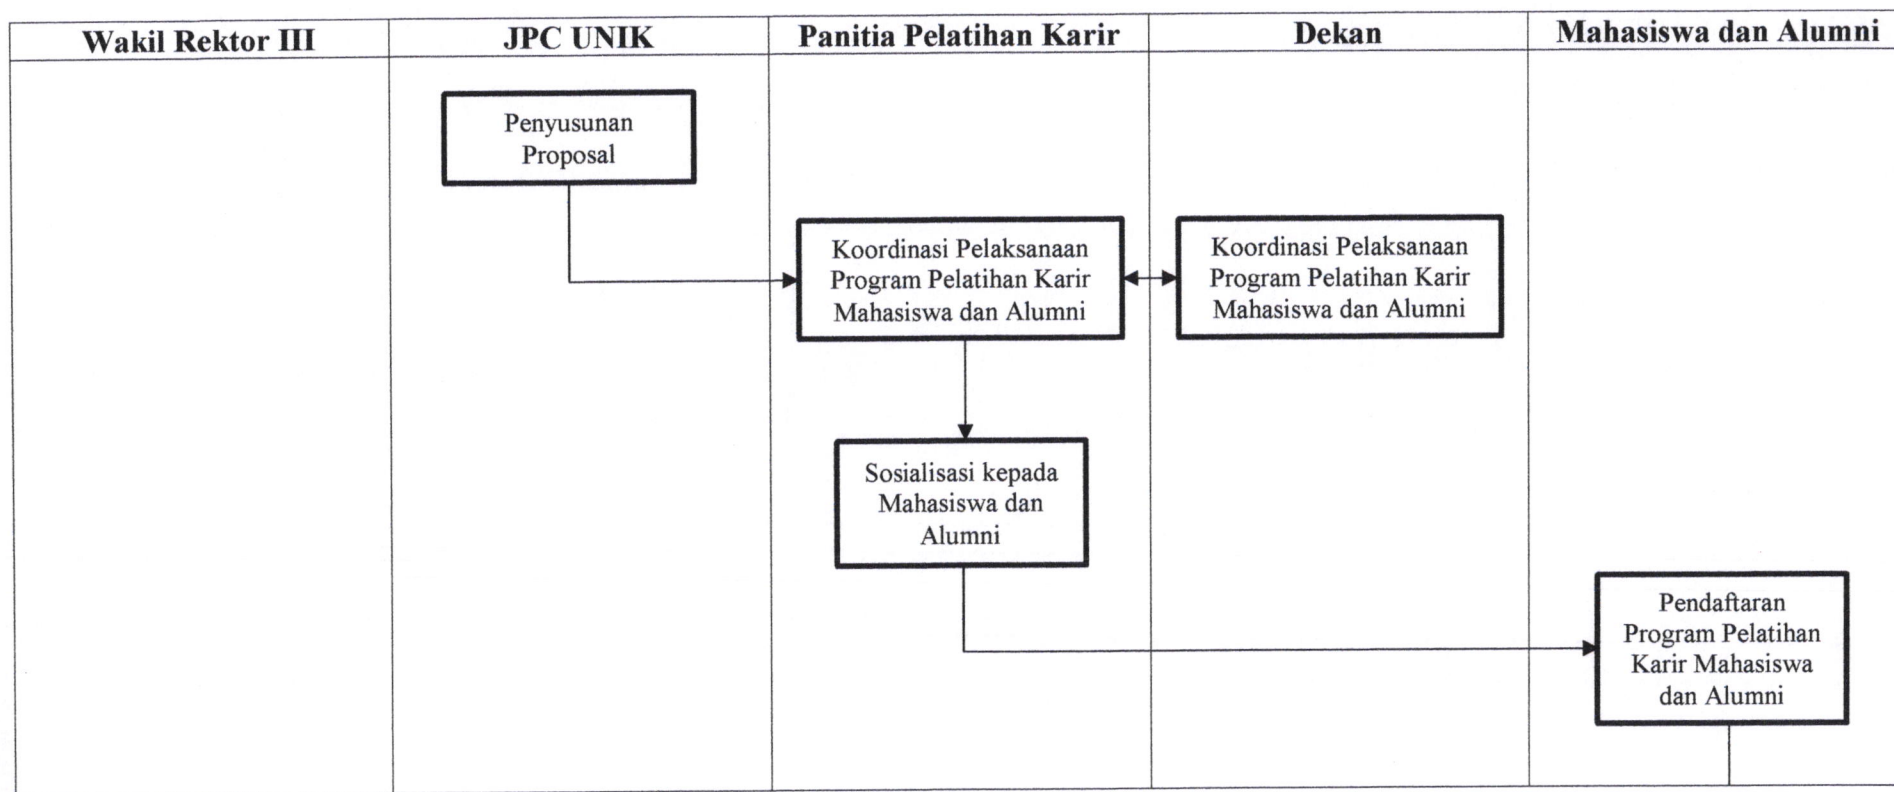 Wakil Rektor III
JPC UNIK
Panitia Pelatihan Karir
Dekan
Mahasiswa dan Alumni
Penyusunan
Proposal
Koordinasi Pelaksanaan
Program Pelatihan Karir
Mahasiswa dan Alumni
Koordinasi Pelaksanaan
Program Pelatihan Karir
Mahasiswa dan Alumni
Sosialisasi kepada
Mahasiswa dan
Alumni
Pendaftaran
Program Pelatihan
Karir Mahasiswa
dan Alumni